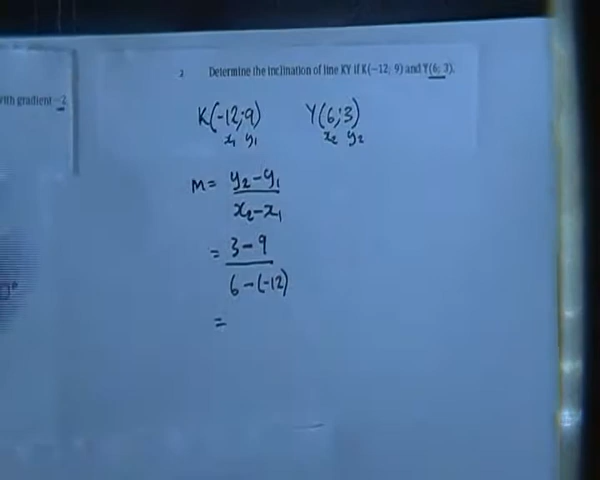 with gradient -2
2 Determine the inclination of line KY if K(−12; 9) and Y(6; 3).
K(-12;9) Y(6;3)
x₁ y₁ x₂ y₂
M = y₂-y₁
x₂-x₁
= 3-9
6-(-12)
=